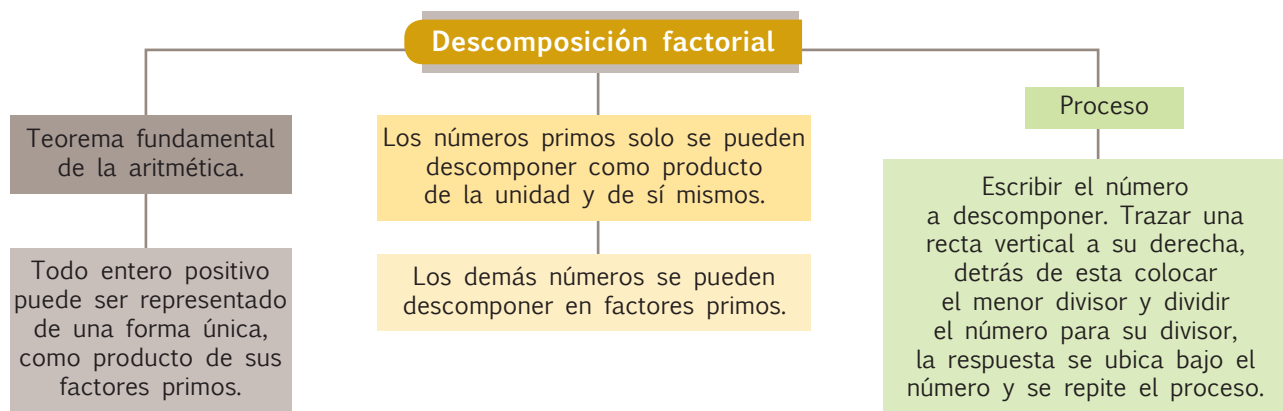 Descomposición factorial
Teorema fundamental
de la aritmética.
Todo entero positivo
puede ser representado
de una forma única,
como producto de sus
factores primos.
Los números primos solo se pueden
descomponer como producto
de la unidad y de sí mismos.
Los demás números se pueden
descomponer en factores primos.
Proceso
Escribir el número
a descomponer. Trazar una
recta vertical a su derecha,
detrás de esta colocar
el menor divisor y dividir
el número para su divisor,
la respuesta se ubica bajo el
número y se repite el proceso.